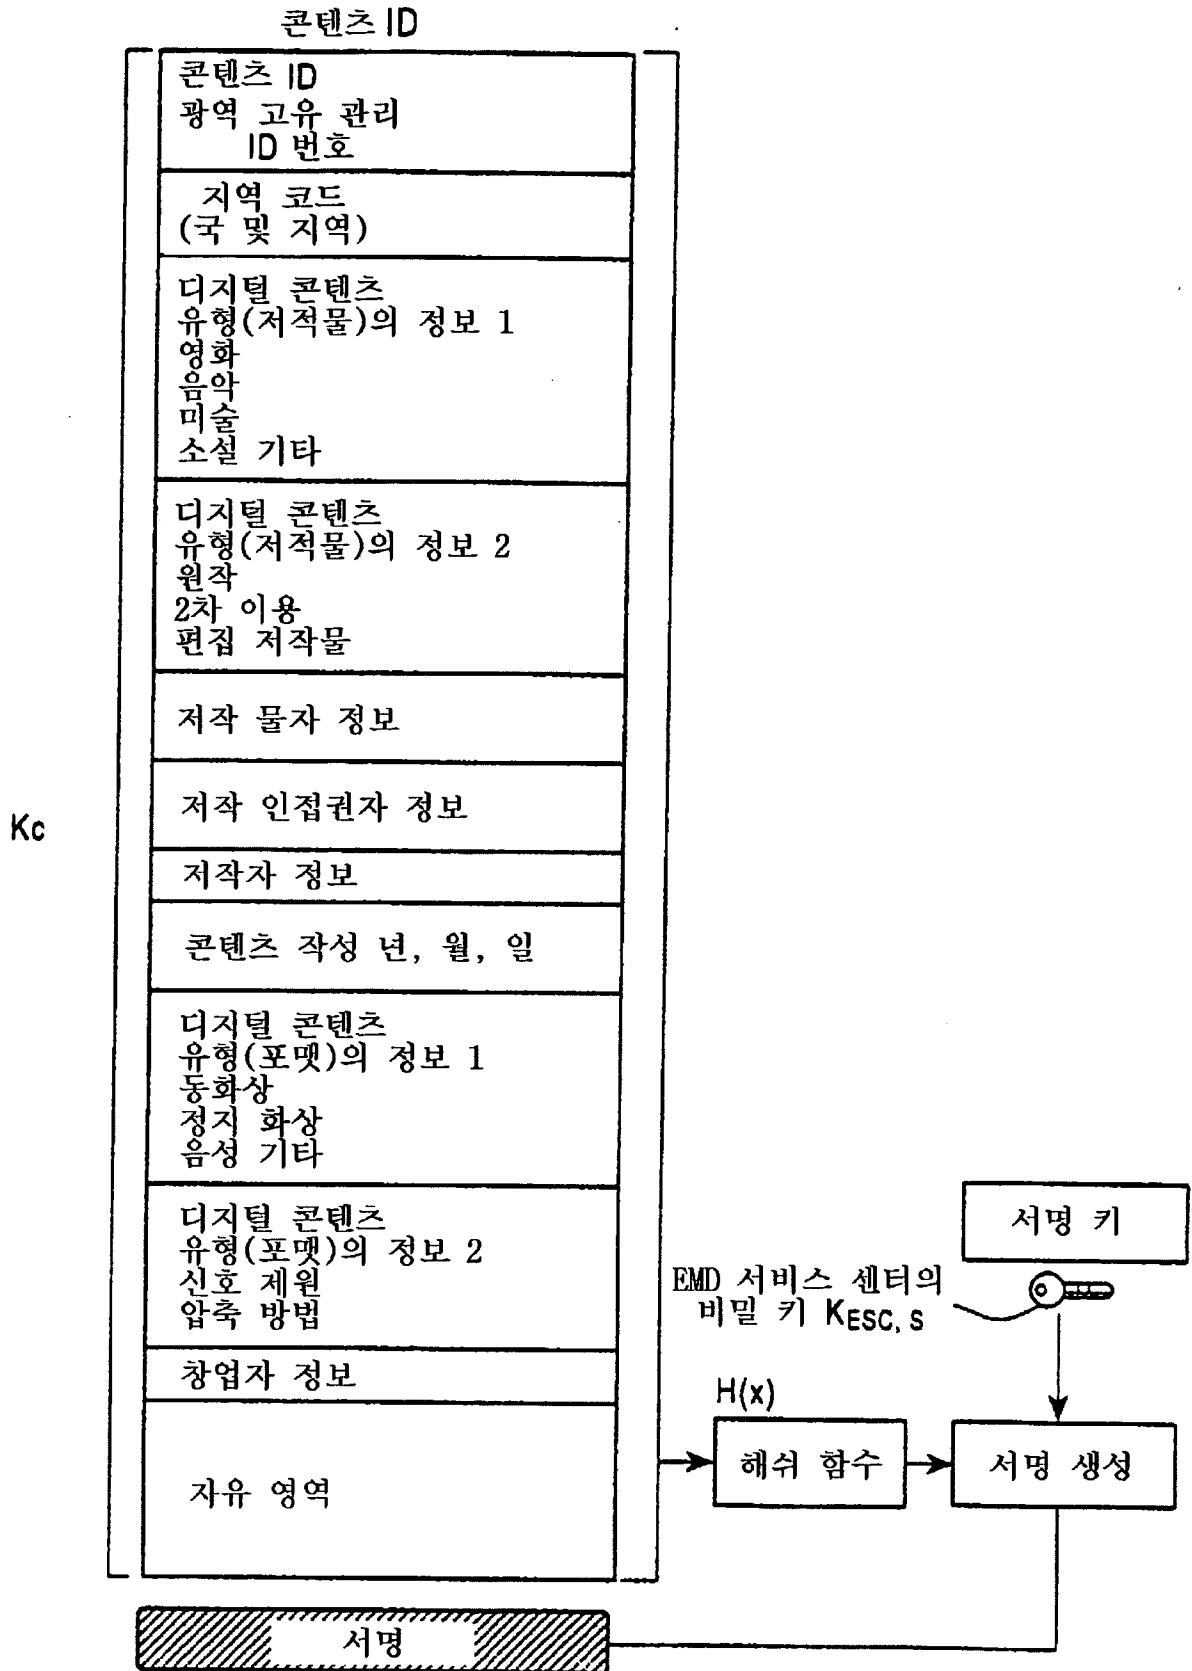 콘텐츠 ID
콘텐츠 ID
광역 고유 관리
ID 번호
지역 코드
(국 및 지역)
디지털 콘텐츠
유형(저적물)의 정보 1
영화
음악
미술
소설 기타
디지털 콘텐츠
유형(저적물)의 정보 2
원작
2차 이용
편집 저작물
저작 물자 정보
저작 인접권자 정보
Kc
저작자 정보
콘텐츠 작성 년, 월, 일
디지털 콘텐츠
유형(포맷)의 정보 1
동화상
정지 화상
음성 기타
디지털 콘텐츠
유형(포맷)의 정보 2
신호 제원
압축 방법
서명 키
EMD 서비스 센터의
비밀 키 KESC, S
창업자 정보
H(x)
자유 영역
해쉬 함수
서명 생성
서명